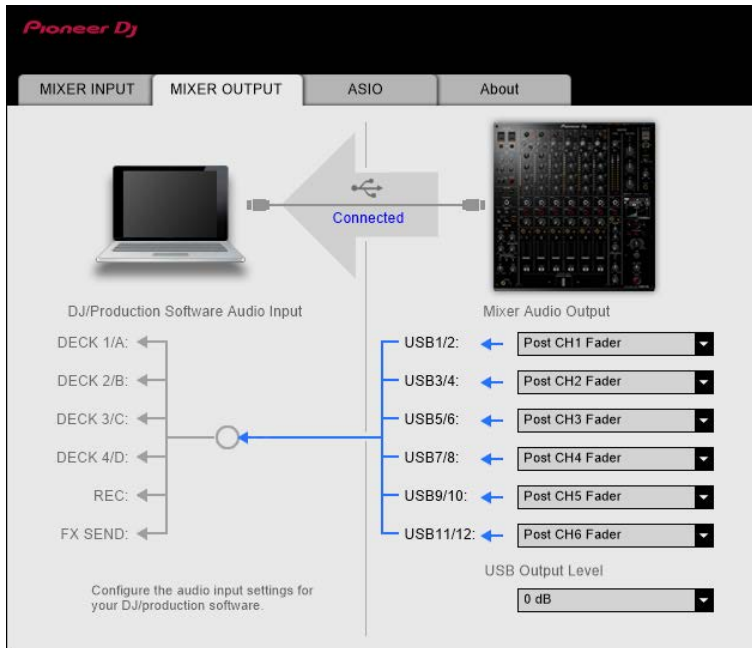 Pioneer Dj
MIXER INPUT
MIXER OUTPUT
ASIO
About
Connected
DJ/Production Software Audio Input
Mixer Audio Output
DECK 1/A:
DECK 2/B:
DECK 3/C:
DECK 4/D:
REC:
FX SEND:
USB1/2: Post CH1 Fader
USB3/4: Post CH2 Fader
USB5/6: Post CH3 Fader
USB7/8: Post CH4 Fader
USB9/10: Post CH5 Fader
USB11/12: Post CH6 Fader
Configure the audio input settings for
your DJ/production software.
USB Output Level
0 dB